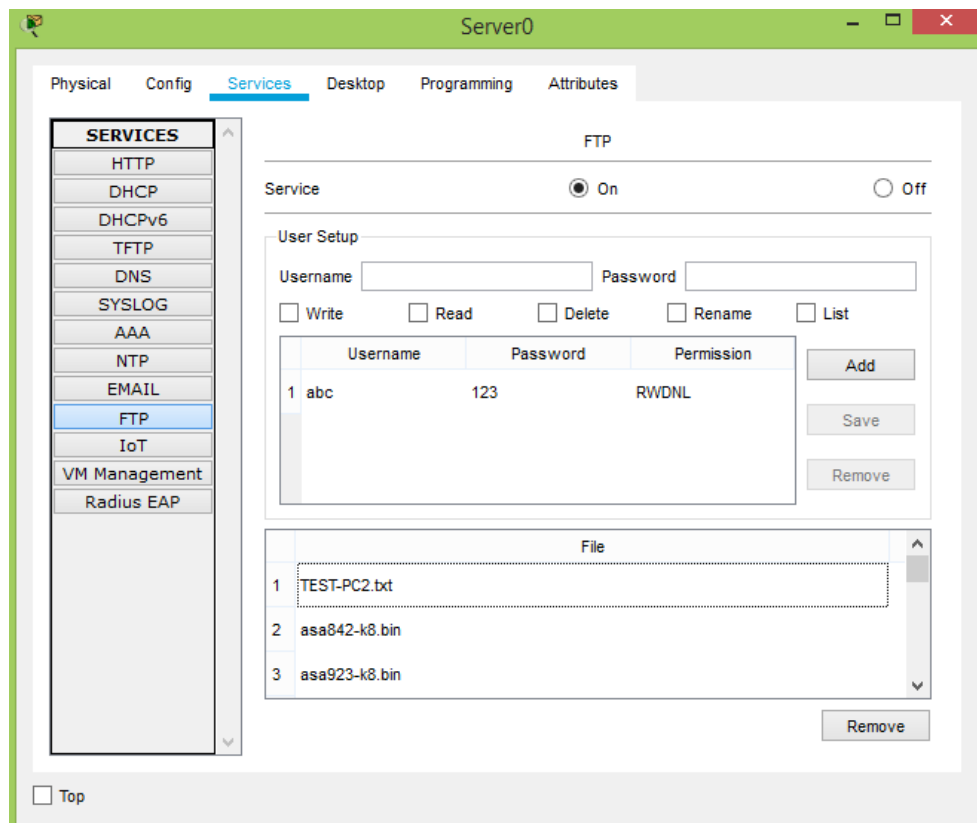 Server0
Physical Config Services Desktop Programming Attributes
SERVICES
HTTP
DHCP
DHCPv6
TFTP
DNS
SYSLOG
AAA
NTP
EMAIL
FTP
IoT
VM Management
Radius EAP
FTP
Service On Off
User Setup
Username Password
Write Read Delete Rename List
Username Password Permission
1 abc 123 RWDNL
Add
Save
Remove
File
1 TEST-PC2.txt
2 asa842-k8.bin
3 asa923-k8.bin
Remove
Top